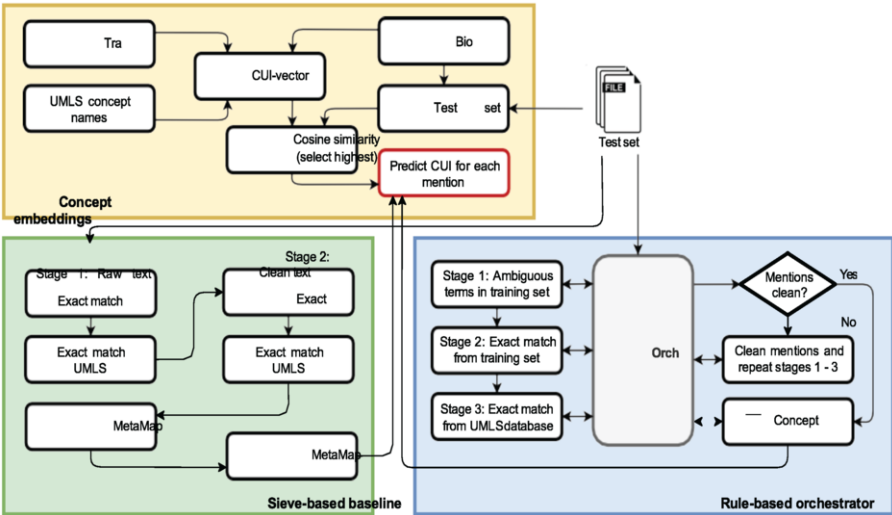 Tra
Bio
CUI-vector
UMLS concept
names
Test set
FILE
Test set
Cosine similarity
(select highest)
Predict CUI for each
mention
Concept
embeddings
Stage 1: Raw text
Exact match
Stage 2:
Clean text
Exact
Exact match
UMLS
Exact match
UMLS
MetaMap
MetaMap
Sieve-based baseline
Stage 1: Ambiguous
terms in training set
Stage 2: Exact match
from training set
Stage 3: Exact match
from UMLSdatabase
Orch
Mentions
clean?
Yes
No
Clean mentions and
repeat stages 1 - 3
Concept
Rule-based orchestrator